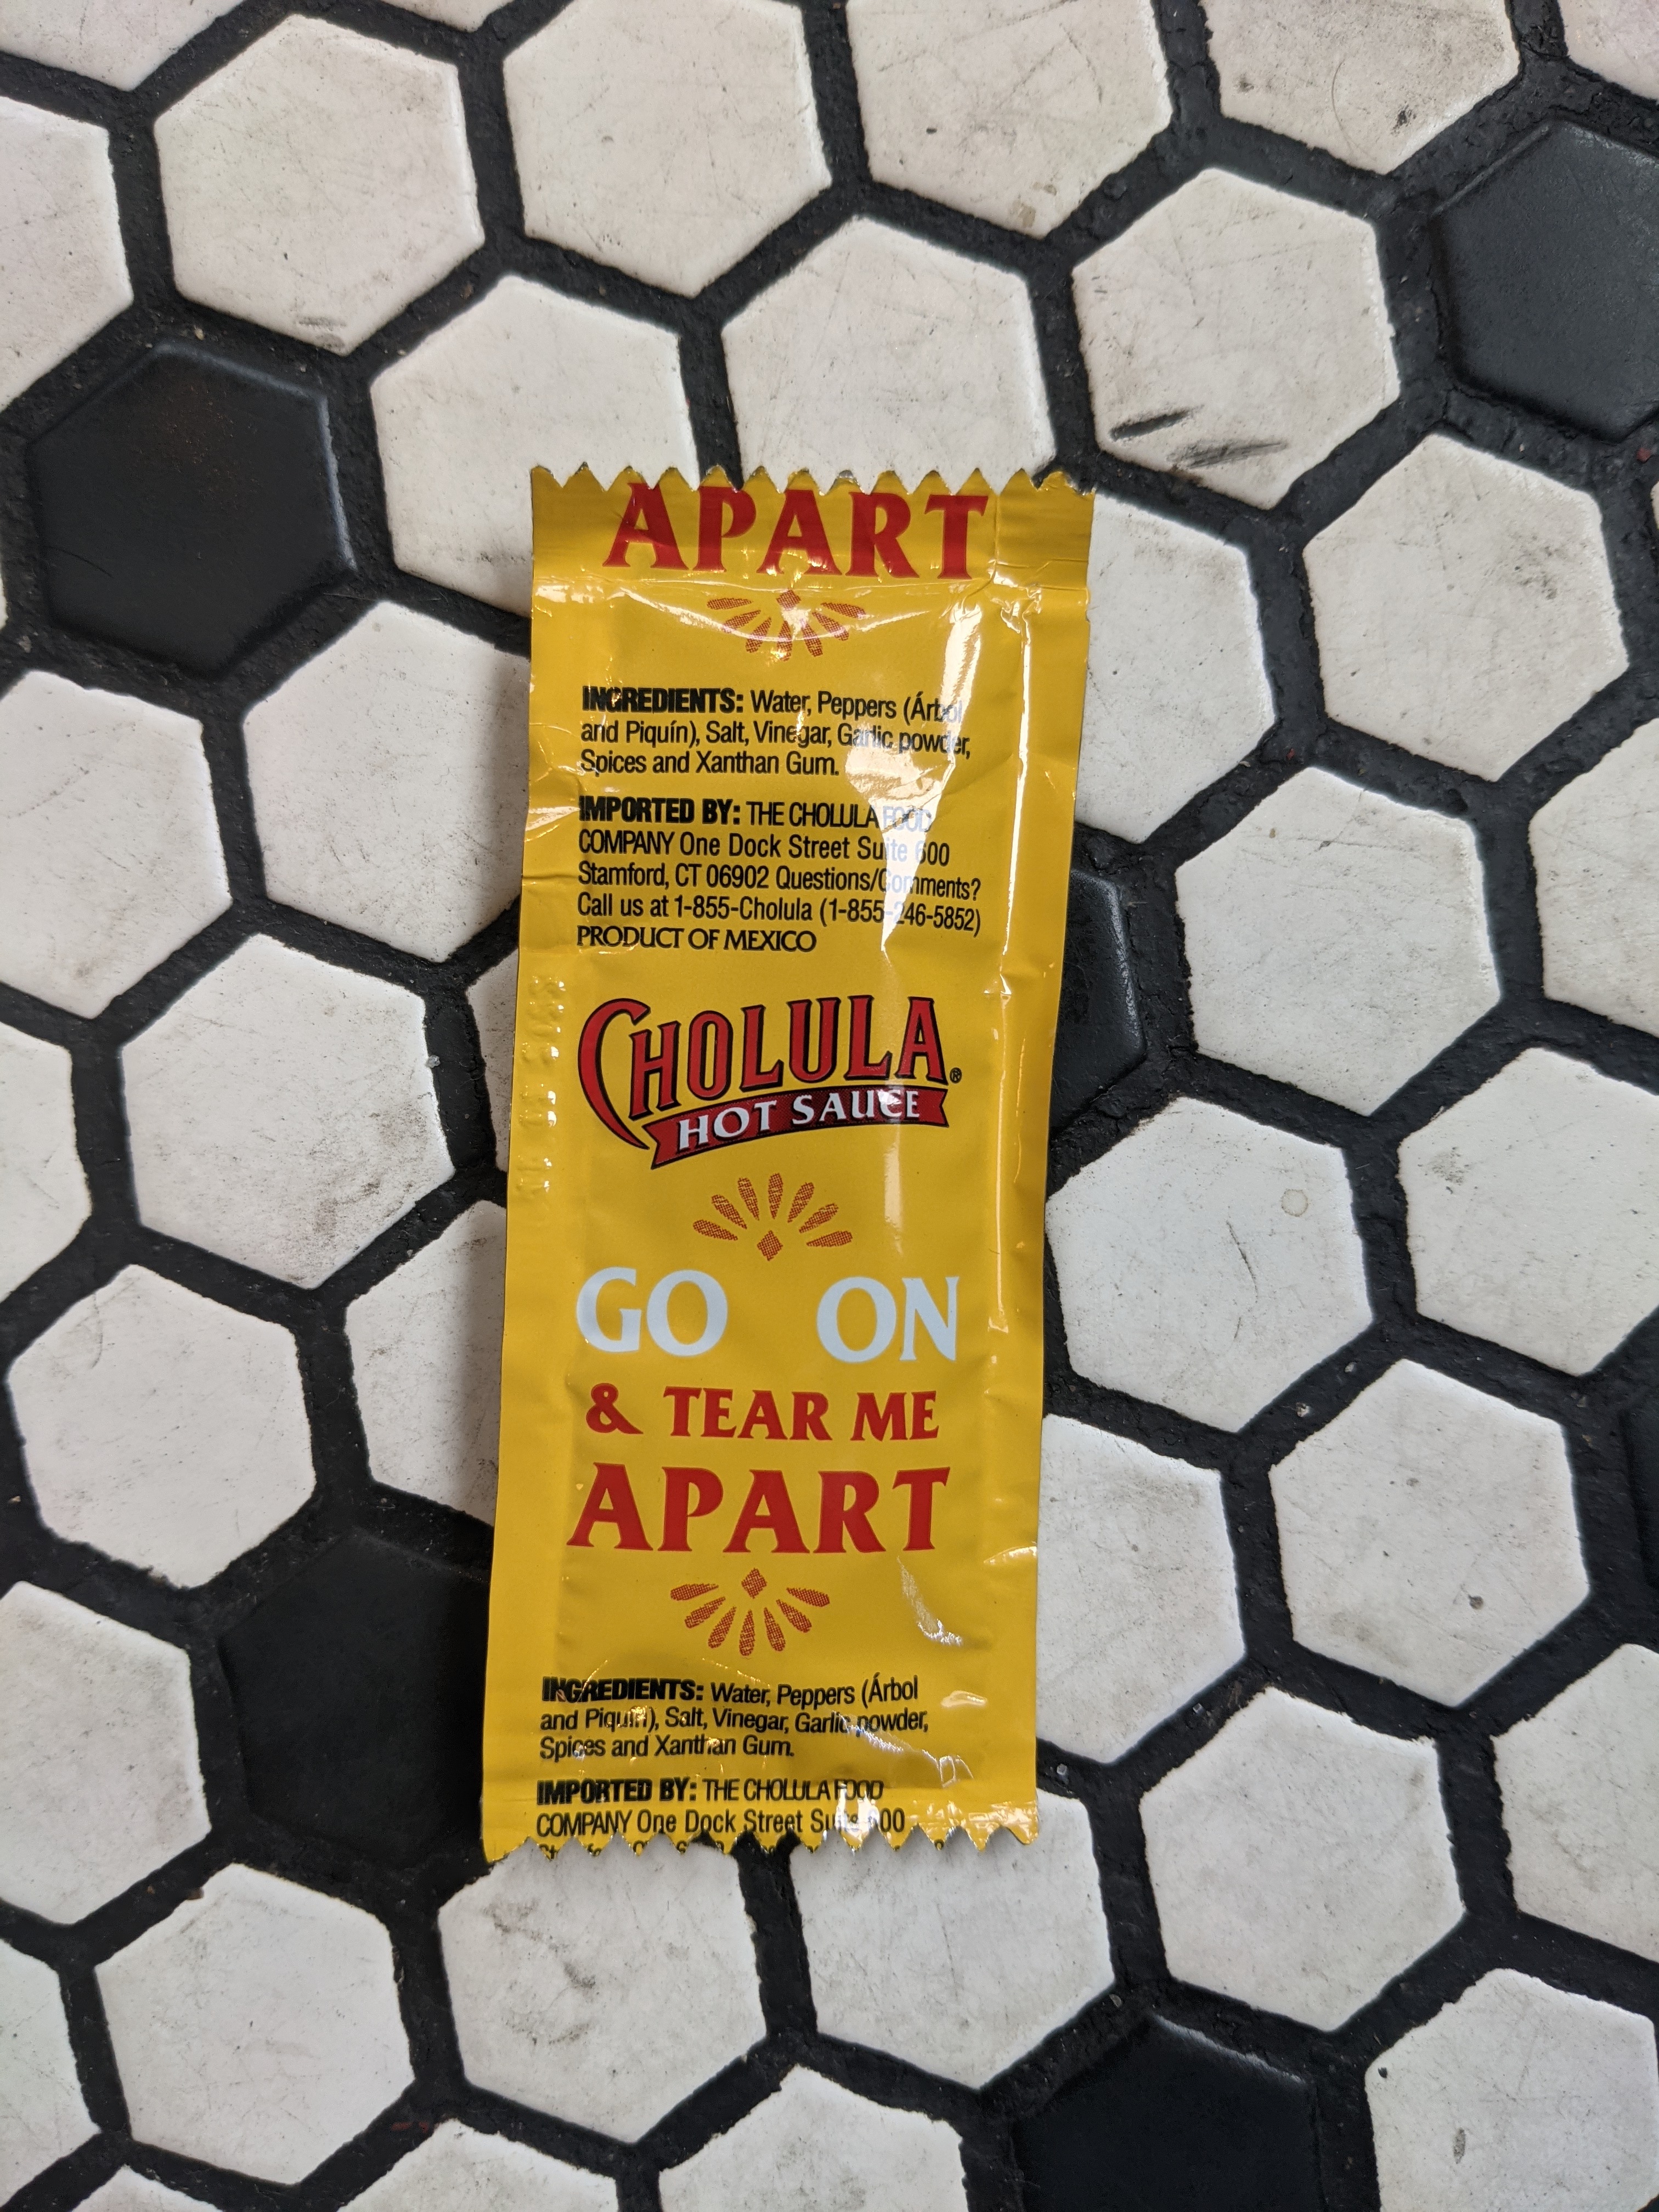 APART
INGREDIENTS: Water, Peppers (Árbol
and Piquín), Salt, Vinegar, Garlic powder,
Spices and Xanthan Gum.
IMPORTED BY: THE CHOLULA FOOD
COMPANY One Dock Street Suite 600
Stamford, CT 06902 Questions/Comments?
Call us at 1-855-Cholula (1-855-246-5852)
PRODUCT OF MEXICO
CHOLULA®
HOT SAUCE
GO ON
& TEAR ME
APART
INGREDIENTS: Water, Peppers (Árbol
and Piquín), Salt, Vinegar, Garlic powder,
Spices and Xanthan Gum.
IMPORTED BY: THE CHOLULA FOOD
COMPANY One Dock Street Suite 600